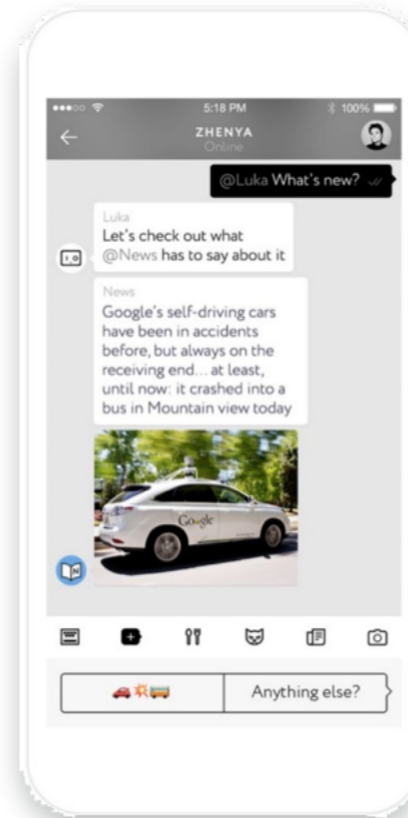 5:18 PM
100%
ZHENYA
Online
@Luka What's new?
Luka
Let's check out what
@News has to say about it
News
Google's self-driving cars
have been in accidents
before, but always on the
receiving end... at least,
until now: it crashed into a
bus in Mountain view today
Google
N
Anything else?